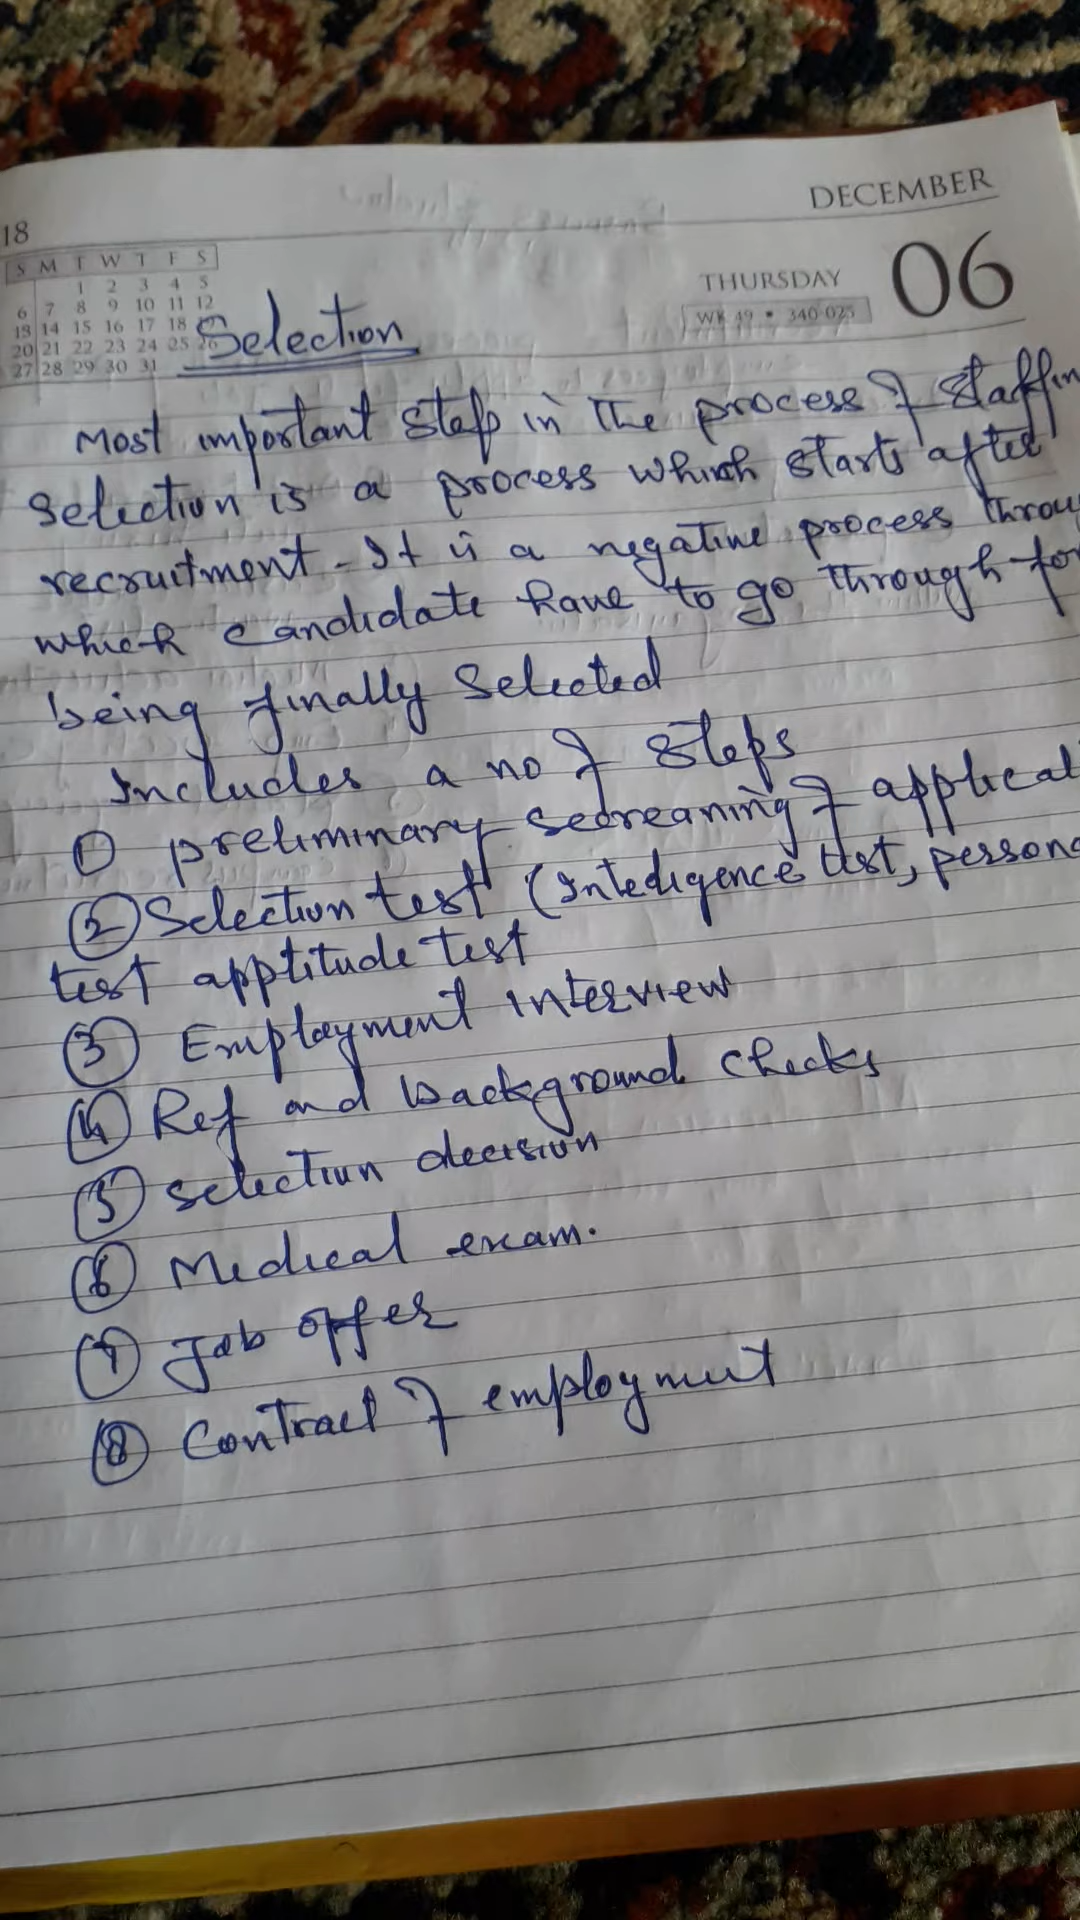 DECEMBER
18
S M T W T F S
THURSDAY 06
1 2 3 4 5
6 7 8 9 10 11 12
WK 49 • 340-025
13 14 15 16 17 18
20 21 22 23 24 25 26
27 28 29 30 31
Selection
Most important step in the process of staffin
selection is a process which starts after
recruitment - It is a negative process throu
which candidate have to go through for
being finally selected
Includes a no of steps
① preliminary secreaning of applicat
② Selection test (Intedigence test, persona
test apptitude test
③ Employment interview
④ Ref and background checks
⑤ selection decision
⑥ Medical exam.
⑦ Job offer
⑧ Contract of employment